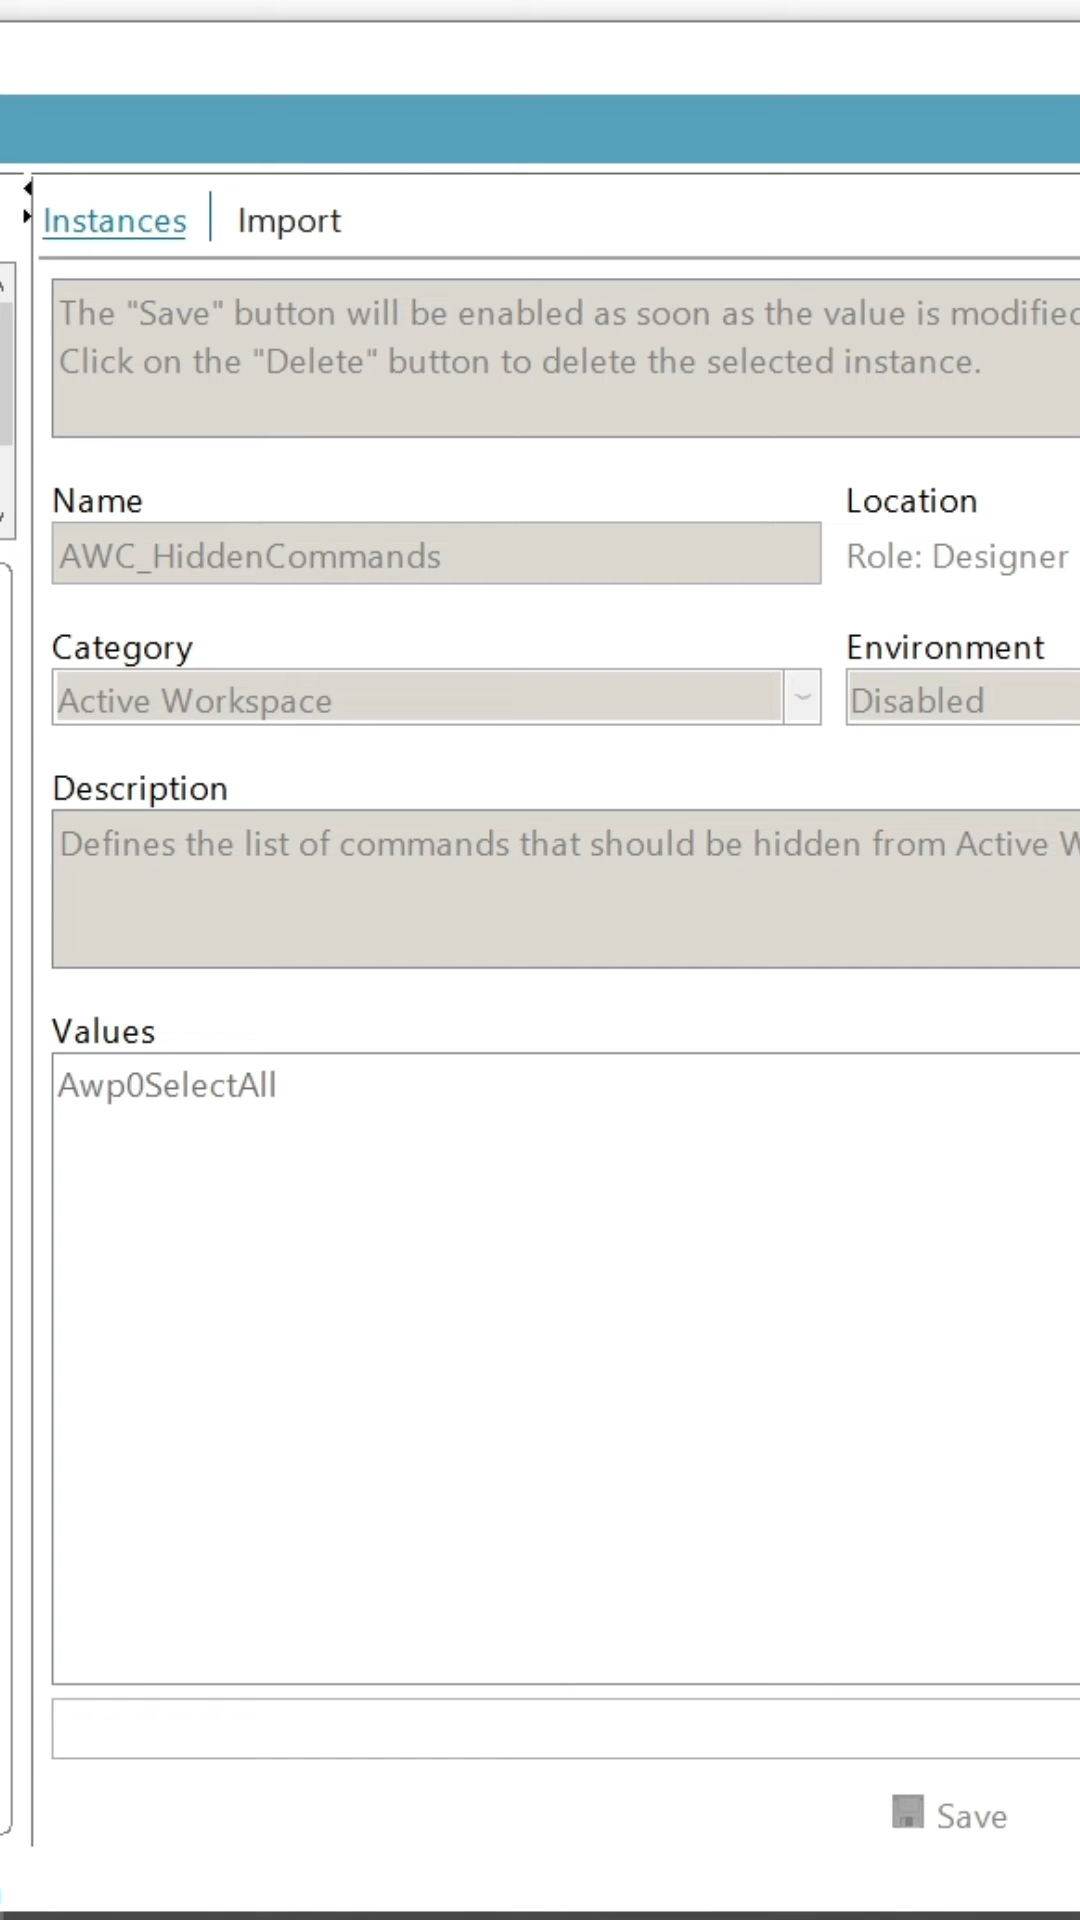 Instances Import
The "Save" button will be enabled as soon as the value is modified
Click on the "Delete" button to delete the selected instance.
Name Location
AWC_HiddenCommands Role: Designer
Category Environment
Active Workspace Disabled
Description
Defines the list of commands that should be hidden from Active
Values
Awp0SelectAll
Save